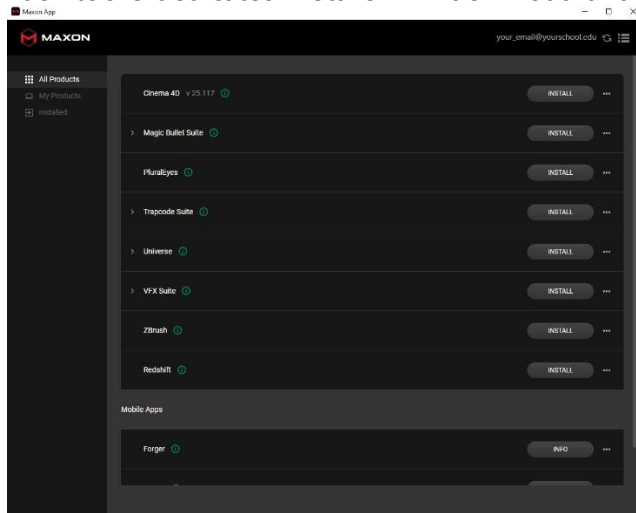 Maxon App
MAXON
your_email@yourschool.edu
All Products
My Products
Installed
Cinema 4D v 25.117 INSTALL
Magic Bullet Suite INSTALL
PluralEyes INSTALL
Trapcode Suite INSTALL
Universe INSTALL
VFX Suite INSTALL
ZBrush INSTALL
Redshift INSTALL
Mobile Apps
Forger INFO